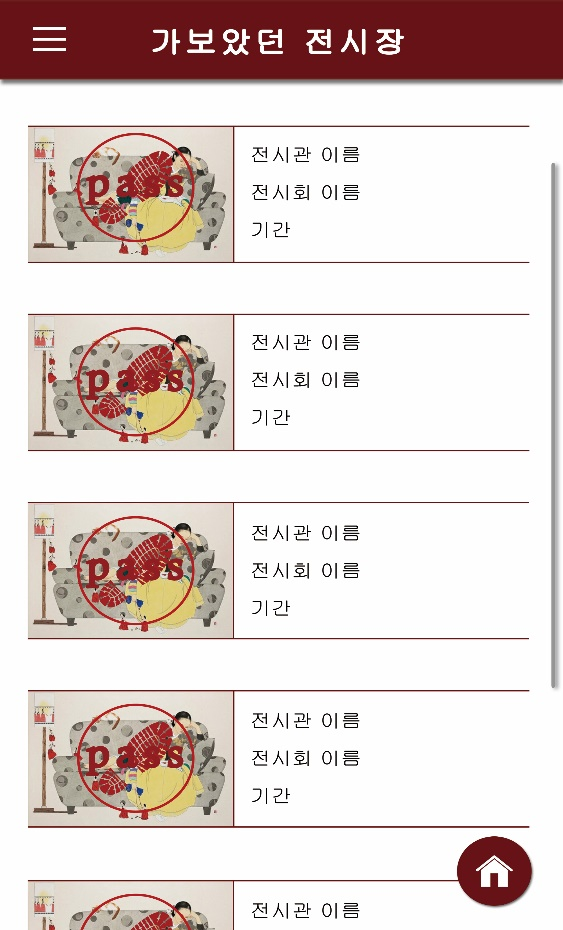 가보았던 전시장
전시관 이름
전시회 이름
기간
pass
전시관 이름
전시회 이름
기간
pass
전시관 이름
전시회 이름
기간
pass
전시관 이름
전시회 이름
기간
pass
전시관 이름